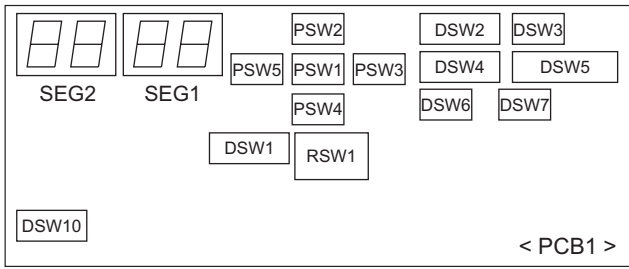 PSW2 DSW2 DSW3
PSW5 PSW1 PSW3 DSW4 DSW5
SEG2 SEG1
PSW4 DSW6 DSW7
DSW1 RSW1
DSW10
< PCB1 >